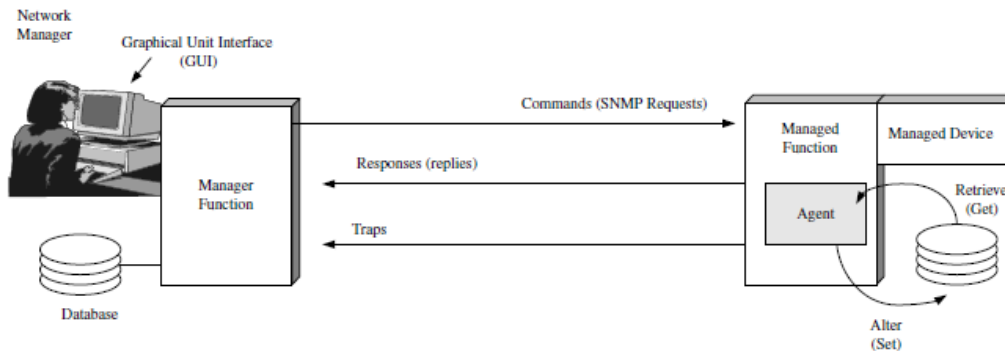 Network
Manager
Graphical Unit Interface
(GUI)
Commands (SNMP Requests)
Managed
Function
Managed Device
Responses (replies)
Manager
Function
Agent
Retrieve
(Get)
Traps
Database
Alter
(Set)